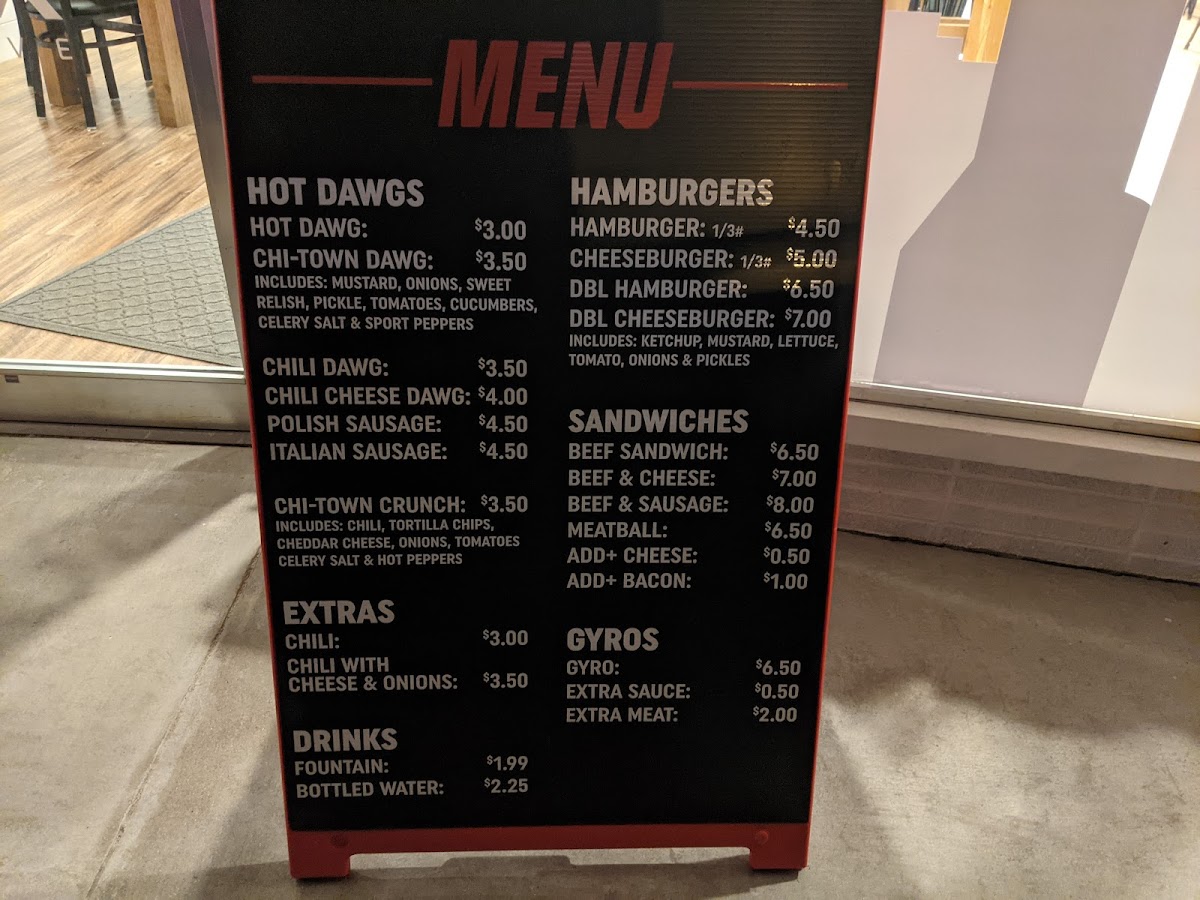 MENU
HOT DAWGS
HOT DAWG: $3.00
CHI-TOWN DAWG: $3.50
INCLUDES: MUSTARD, ONIONS, SWEET
RELISH, PICKLE, TOMATOES, CUCUMBERS,
CELERY SALT & SPORT PEPPERS
CHILI DAWG: $3.50
CHILI CHEESE DAWG: $4.00
POLISH SAUSAGE: $4.50
ITALIAN SAUSAGE: $4.50
CHI-TOWN CRUNCH: $3.50
INCLUDES: CHILI, TORTILLA CHIPS,
CHEDDAR CHEESE, ONIONS, TOMATOES
CELERY SALT & HOT PEPPERS
EXTRAS
CHILI: $3.00
CHILI WITH
CHEESE & ONIONS: $3.50
DRINKS
FOUNTAIN: $1.99
BOTTLED WATER: $2.25
HAMBURGERS
HAMBURGER: 1/3# $4.50
CHEESEBURGER: 1/3# $5.00
DBL HAMBURGER: $6.50
DBL CHEESEBURGER: $7.00
INCLUDES: KETCHUP, MUSTARD, LETTUCE,
TOMATO, ONIONS & PICKLES
SANDWICHES
BEEF SANDWICH: $6.50
BEEF & CHEESE: $7.00
BEEF & SAUSAGE: $8.00
MEATBALL: $6.50
ADD+ CHEESE: $0.50
ADD+ BACON: $1.00
GYROS
GYRO: $6.50
EXTRA SAUCE: $0.50
EXTRA MEAT: $2.00